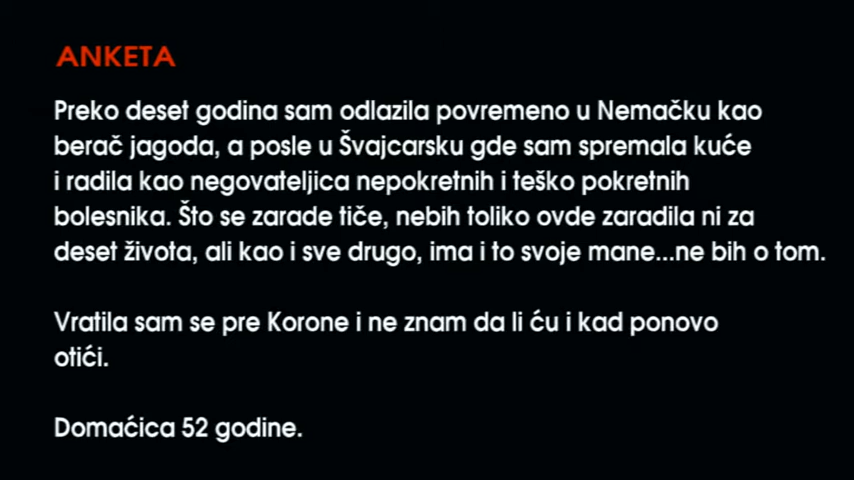 ANKETA
Preko deset godina sam odlazila povremeno u Nemačku kao
berač jagoda, a posle u Švajcarsku gde sam spremala kuće
i radila kao negovateljica nepokretnih i teško pokretnih
bolesnika. Što se zarade tiče, nebih toliko ovde zaradila ni za
deset života, ali kao i sve drugo, ima i to svoje mane...ne bih o tom.
Vratila sam se pre Korone i ne znam da li ću i kad ponovo
otići.
Domaćica 52 godine.